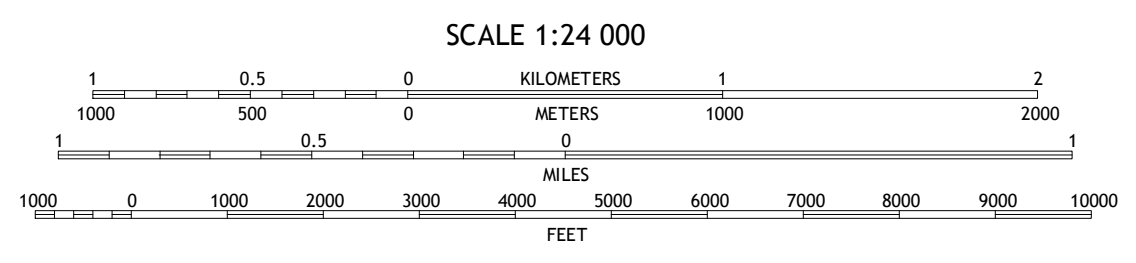 SCALE 1:24 000
1 0.5 0 KILOMETERS 1 2
1000 500 0 METERS 1000 2000
1 0.5 0 1
MILES
1000 0 1000 2000 3000 4000 5000 6000 7000 8000 9000 10000
FEET